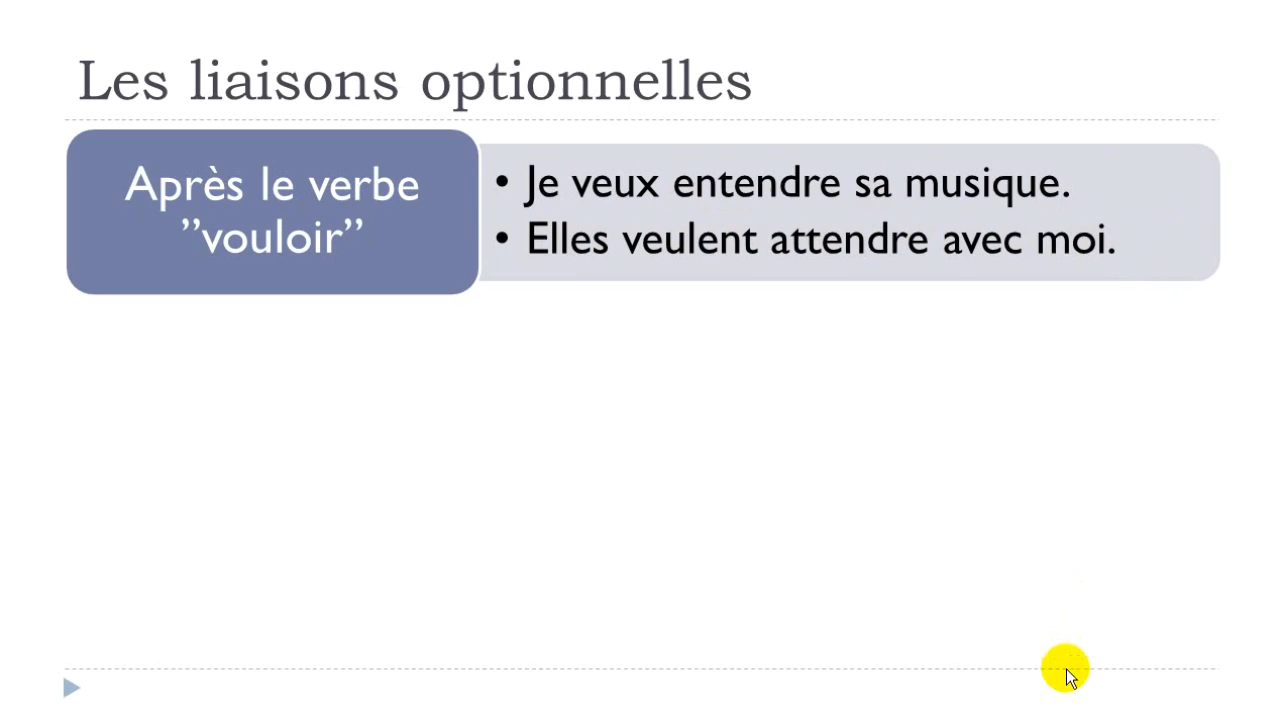 Les liaisons optionnelles
Après le verbe
”vouloir”
• Je veux entendre sa musique.
• Elles veulent attendre avec moi.